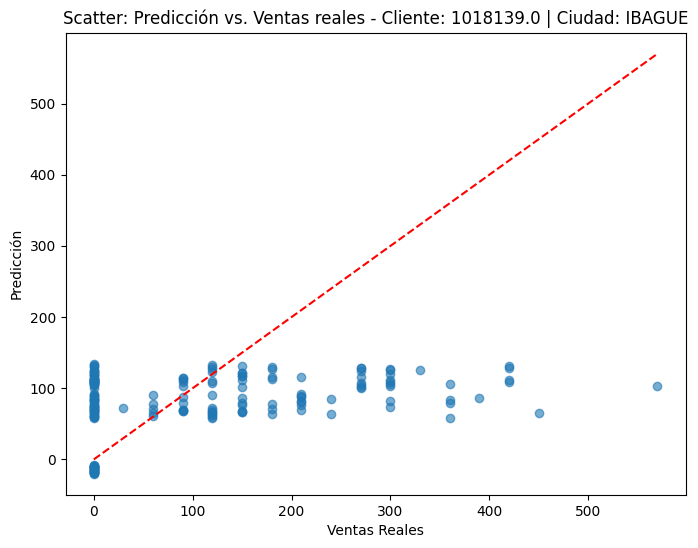 Scatter: Predicción vs. Ventas reales - Cliente: 1018139.0 | Ciudad: IBAGUE
500
400
300
200
100
0
Predicción
0 100 200 300 400 500
Ventas Reales